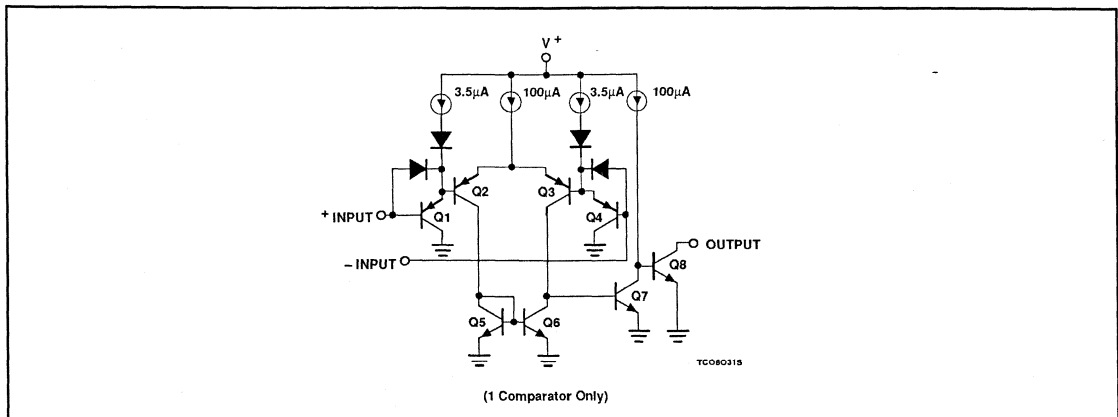 V+
3.5μA 100μA 3.5μA 100μA
Q2 Q3
+ INPUT Q1 Q4
OUTPUT
– INPUT Q8
Q7
Q5 Q6
TC08031S
(1 Comparator Only)